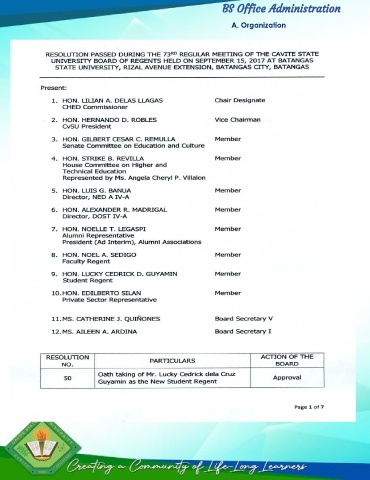 BS Office Administration
A. Organization
RESOLUTION PASSED DURING THE 73RD REGULAR MEETING OF THE CAVITE STATE
UNIVERSITY BOARD OF REGENTS HELD ON SEPTEMBER 15, 2017 AT BATANGAS
STATE UNIVERSITY, RIZAL AVENUE EXTENSION, BATANGAS CITY, BATANGAS
Present:
1. HON. LILIAN A. DELAS LLAGAS Chair Designate
CHED Commissioner
2. HON. HERNANDO D. ROBLES Vice Chairman
CvSU President
3. HON. GILBERT CESAR C. REMULLA Member
Senate Committee on Education and Culture
4. HON. STRIKE B. REVILLA Member
House Committee on Higher and
Technical Education
Represented by Ms. Angela Cheryl P. Villalon
5. HON. LUIS G. BANUA Member
Director, NED A IV-A
6. HON. ALEXANDER R. MADRIGAL Member
Director, DOST IV-A
7. HON. NOELLE T. LEGASPI Member
Alumni Representative
President (Ad Interim), Alumni Associations
8. HON. NOEL A. SEDIGO Member
Faculty Regent
9. HON. LUCKY CEDRICK D. GUYAMIN Member
Student Regent
10. HON. EDILBERTO SILAN Member
Private Sector Representative
11. MS. CATHERINE J. QUIÑONES Board Secretary V
12. MS. AILEEN A. ARDINA Board Secretary I
RESOLUTION NO. PARTICULARS ACTION OF THE BOARD
50 Oath taking of Mr. Lucky Cedrick dela Cruz Approval
Guyamin as the New Student Regent
Page 1 of 7
Creating a Community of Life-Long Learners